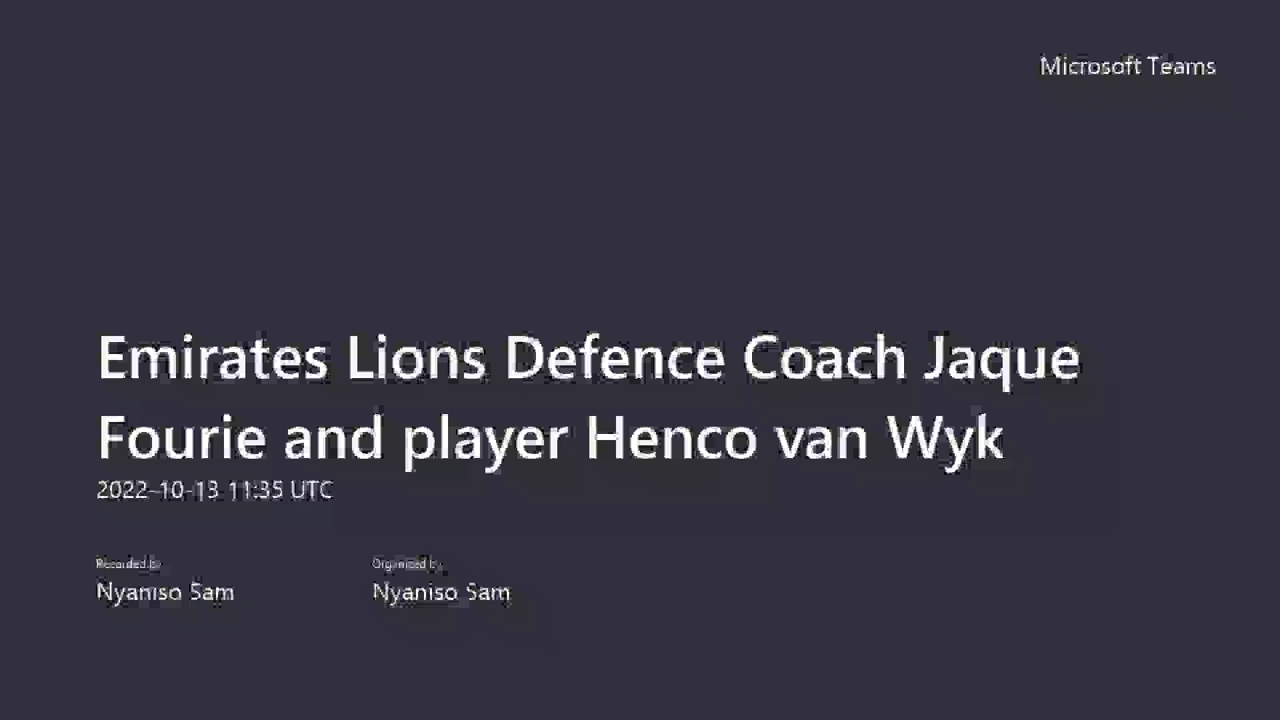 Microsoft Teams
Emirates Lions Defence Coach Jaque
Fourie and player Henco van Wyk
2022-10-13 11:35 UTC
Recorded by
Organized by
Nyaniso Sam
Nyaniso Sam